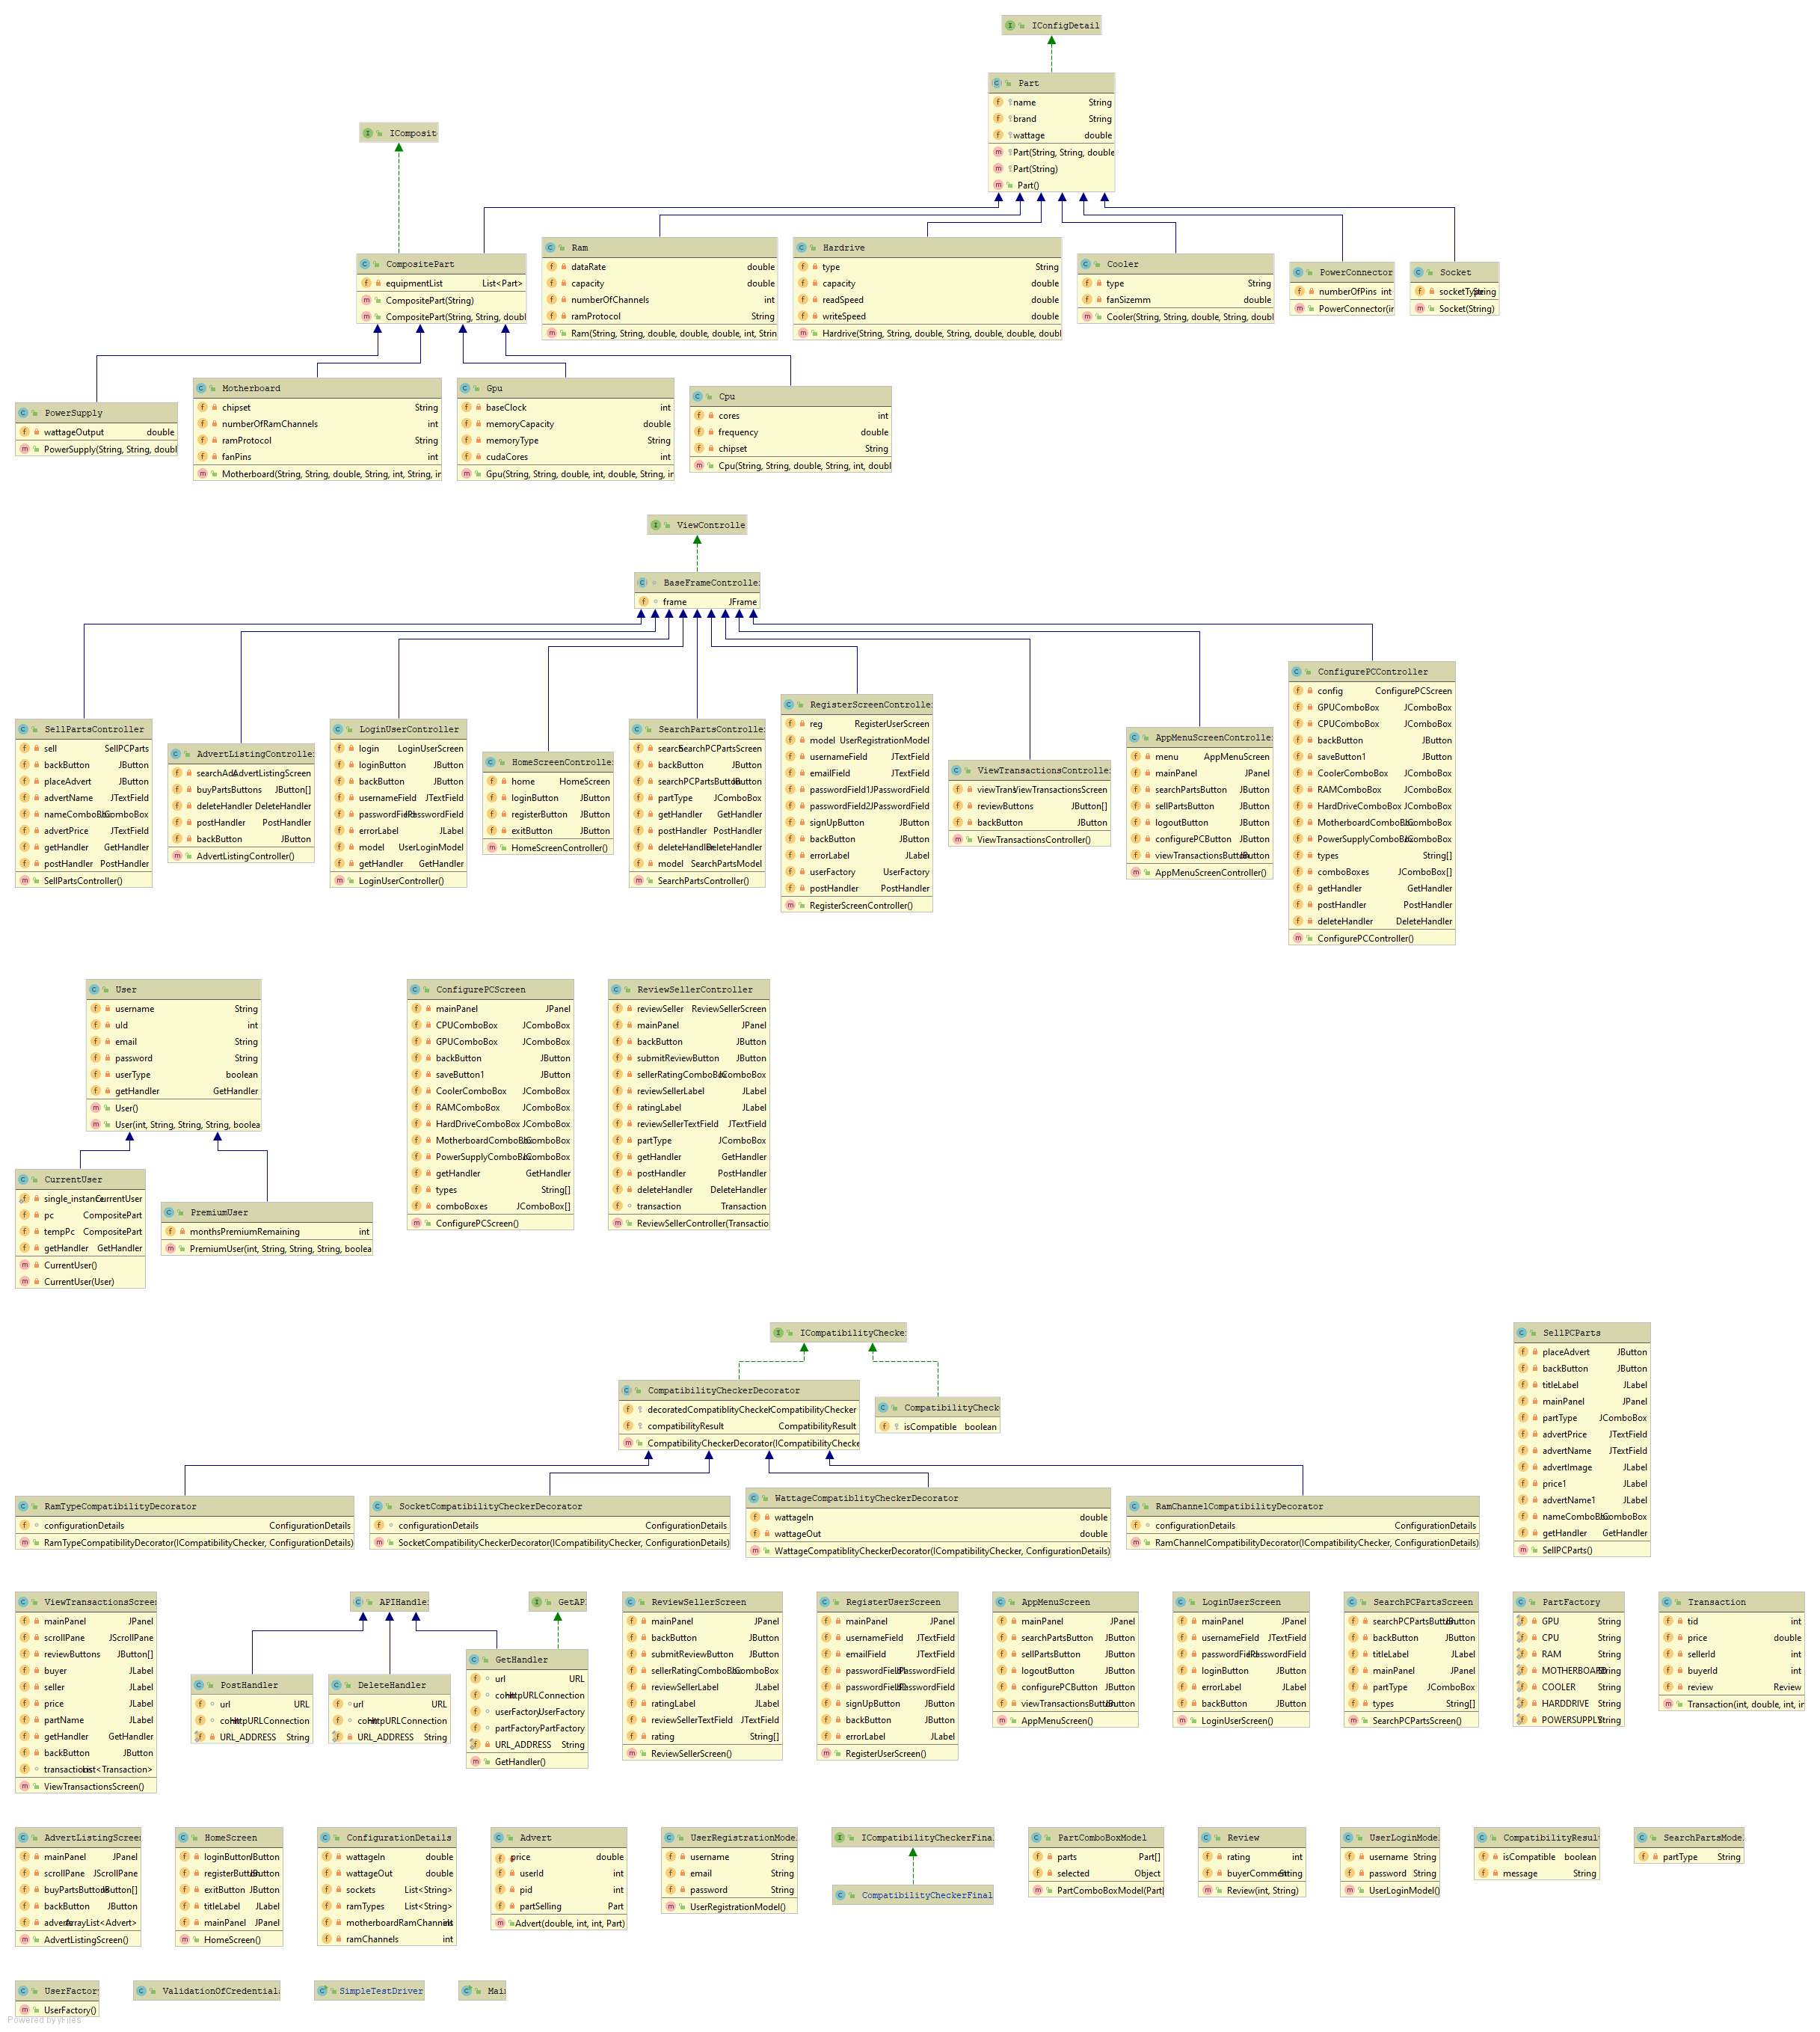 IConfigDetail
Part
name String
brand String
wattage double
Part(String, String, double
Part(String)
Part()
IComposit
CompositePart
equipmentList List<Part>
CompositePart(String)
CompositePart(String, String, doubl
Ram
dataRate double
capacity double
numberOfChannels int
ramProtocol String
Ram(String, String, double, double, double, int, Strin
Hardrive
type String
capacity double
readSpeed double
writeSpeed double
Hardrive(String, String, double, String, double, double, doubl
Cooler
type String
fanSizemm double
Cooler(String, String, double, String, doubl
PowerConnector
numberOfPins int
PowerConnector(in
Socket
socketType String
Socket(String)
PowerSupply
wattageOutput double
PowerSupply(String, String, doubl
Motherboard
chipset String
numberOfRamChannels int
ramProtocol String
fanPins int
Motherboard(String, String, double, String, int, String, in
Gpu
baseClock int
memoryCapacity double
memoryType String
cudaCores int
Gpu(String, String, double, int, double, String, in
Cpu
cores int
frequency double
chipset String
Cpu(String, String, double, String, int, doubl
ViewControlle
BaseFrameController
frame JFrame
SellPartsController
sell SellPCParts
backButton JButton
placeAdvert JButton
advertName JTextField
nameComboBox JComboBox
advertPrice JTextField
getHandler GetHandler
postHandler PostHandler
SellPartsController()
AdvertListingController
AdvertListingScreen
buyPartsButtons JButton[]
deleteHandler DeleteHandler
postHandler PostHandler
backButton JButton
AdvertListingController()
LoginUserController
login LoginUserScreen
loginButton JButton
backButton JButton
usernameField JTextField
passwordField JPasswordField
errorLabel JLabel
model UserLoginModel
getHandler GetHandler
LoginUserController()
HomeScreenController
home HomeScreen
loginButton JButton
registerButton JButton
exitButton JButton
HomeScreenController()
SearchPartsController
search SearchPCPartsScreen
backButton JButton
searchPCPartsButton JButton
partType JComboBox
getHandler GetHandler
postHandler PostHandler
deleteHandler DeleteHandler
model SearchPartsModel
SearchPartsController()
RegisterScreenController
reg RegisterUserScreen
model UserRegistrationModel
usernameField JTextField
emailField JTextField
passwordField1 JPasswordField
passwordField2 JPasswordField
signUpButton JButton
backButton JButton
errorLabel JLabel
userFactory UserFactory
postHandler PostHandler
RegisterScreenController()
ViewTransactionsController
viewTrans ViewTransactionsScreen
reviewButtons JButton[]
backButton JButton
ViewTransactionsController()
AppMenuScreenController
menu AppMenuScreen
mainPanel JPanel
searchPartsButton JButton
sellPartsButton JButton
logoutButton JButton
configurePCButton JButton
viewTransactionsButton JButton
AppMenuScreenController()
ConfigurePCController
config ConfigurePCScreen
GPUComboBox JComboBox
CPUComboBox JComboBox
backButton JButton
saveButton1 JButton
CoolerComboBox JComboBox
RAMComboBox JComboBox
HardDriveComboBox JComboBox
MotherboardComboBox JComboBox
PowerSupplyComboBox JComboBox
types String[]
comboBoxes JComboBox[]
getHandler GetHandler
postHandler PostHandler
deleteHandler DeleteHandler
ConfigurePCController()
User
username String
uId int
email String
password String
userType boolean
getHandler GetHandler
User()
User(int, String, String, String, boolea
CurrentUser
single_instance CurrentUser
pc CompositePart
tempPc CompositePart
getHandler GetHandler
CurrentUser()
CurrentUser(User)
PremiumUser
monthsPremiumRemaining int
PremiumUser(int, String, String, String, boolea
ConfigurePCScreen
mainPanel JPanel
CPUComboBox JComboBox
GPUComboBox JComboBox
backButton JButton
saveButton1 JButton
CoolerComboBox JComboBox
RAMComboBox JComboBox
HardDriveComboBox JComboBox
MotherboardComboBox JComboBox
PowerSupplyComboBox JComboBox
getHandler GetHandler
types String[]
comboBoxes JComboBox[]
ConfigurePCScreen()
ReviewSellerController
reviewSeller ReviewSellerScreen
mainPanel JPanel
backButton JButton
submitReviewButton JButton
sellerRatingComboBox JComboBox
reviewSellerLabel JLabel
ratingLabel JLabel
reviewSellerTextField JTextField
partType JComboBox
getHandler GetHandler
postHandler PostHandler
deleteHandler DeleteHandler
transaction Transaction
ReviewSellerController(Transactio
ICompatibilityChecke
CompatibilityCheckerDecorator
decoratedCompatiblityChecker ICompatibilityChecker
compatibilityResult CompatibilityResult
CompatibilityCheckerDecorator(ICompatibilityChecke
CompatibilityCheck
isCompatible boolean
RamTypeCompatibilityDecorator
configurationDetails ConfigurationDetails
RamTypeCompatibilityDecorator(ICompatibilityChecker, ConfigurationDetails)
SocketCompatibilityCheckerDecorator
configurationDetails ConfigurationDetails
SocketCompatibilityCheckerDecorator(ICompatibilityChecker, ConfigurationDetails)
WattageCompatiblityCheckerDecorator
wattageIn double
wattageOut double
WattageCompatiblityCheckerDecorator(ICompatibilityChecker, ConfigurationDetails)
RamChannelCompatibilityDecorator
configurationDetails ConfigurationDetails
RamChannelCompatibilityDecorator(ICompatibilityChecker, ConfigurationDetails)
SellPCParts
placeAdvert JButton
backButton JButton
titleLabel JLabel
mainPanel JPanel
partType JComboBox
advertPrice JTextField
advertName JTextField
advertImage JLabel
price1 JLabel
advertName1 JLabel
nameComboBox JComboBox
getHandler GetHandler
SellPCParts()
ViewTransactionsScreen
mainPanel JPanel
scrollPane JScrollPane
reviewButtons JButton[]
buyer JLabel
seller JLabel
price JLabel
partName JLabel
getHandler GetHandler
backButton JButton
transactions List<Transaction>
ViewTransactionsScreen()
APIHandler
GetAPI
PostHandler
url URL
conn HttpURLConnection
URL_ADDRESS String
DeleteHandler
url URL
conn HttpURLConnection
URL_ADDRESS String
GetHandler
url URL
conn HttpURLConnection
userFactory UserFactory
partFactory PartFactory
URL_ADDRESS String
GetHandler()
ReviewSellerScreen
mainPanel JPanel
backButton JButton
submitReviewButton JButton
sellerRatingComboBox JComboBox
reviewSellerLabel JLabel
ratingLabel JLabel
reviewSellerTextField JTextField
rating String[]
ReviewSellerScreen()
RegisterUserScreen
mainPanel JPanel
usernameField JTextField
emailField JTextField
JPasswordField
JPasswordField
signUpButton JButton
backButton JButton
errorLabel JLabel
RegisterUserScreen()
AppMenuScreen
mainPanel JPanel
searchPartsButton JButton
sellPartsButton JButton
logoutButton JButton
configurePCButton JButton
viewTransactionsButton JButton
AppMenuScreen()
LoginUserScreen
mainPanel JPanel
usernameField JTextField
passwordField JPasswordField
loginButton JButton
errorLabel JLabel
backButton JButton
LoginUserScreen()
SearchPCPartsScreen
searchPCPartsButton JButton
backButton JButton
titleLabel JLabel
mainPanel JPanel
partType JComboBox
types String[]
SearchPCPartsScreen()
PartFactory
GPU String
CPU String
RAM String
MOTHERBOARD String
COOLER String
HARDDRIVE String
POWERSUPPLY String
Transaction
tid int
price double
sellerId int
buyerId int
review Review
Transaction(int, double, int, in
AdvertListingScreen
mainPanel JPanel
scrollPane JScrollPane
buyPartsButtons JButton[]
backButton JButton
adverts ArrayList<Advert>
AdvertListingScreen()
HomeScreen
loginButton JButton
registerButton JButton
exitButton JButton
titleLabel JLabel
mainPanel JPanel
HomeScreen()
ConfigurationDetails
wattageIn double
wattageOut double
sockets List<String>
ramTypes List<String>
motherboardRamChannels int
ramChannels int
Advert
price double
userId int
pid int
partSelling Part
Advert(double, int, int, Part)
UserRegistrationMode
username String
email String
password String
UserRegistrationModel()
ICompatibilityCheckerFinal
CompatibilityCheckerFinal
PartComboBoxModel
parts Part[]
selected Object
PartComboBoxModel(Part[
Review
rating int
buyerComment String
Review(int, String)
UserLoginMode
username String
password String
UserLoginModel()
CompatibilityResult
isCompatible boolean
message String
SearchPartsMode
partType String
UserFactory
UserFactory()
ValidationOfCredential
SimpleTestDriver
Main
Powered by yFiles